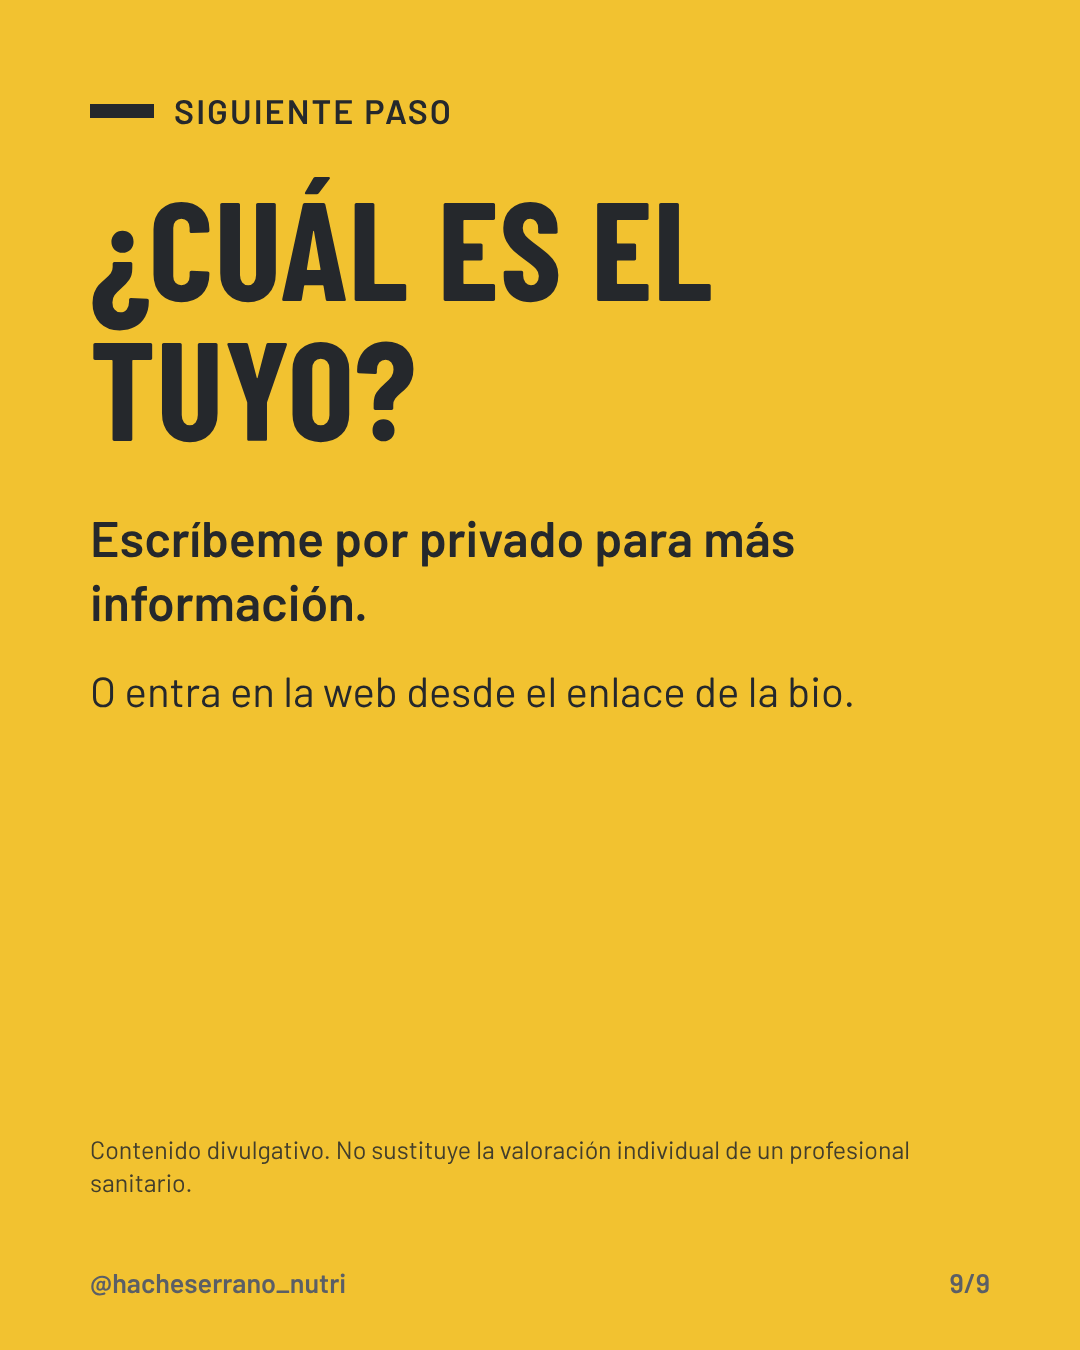 SIGUIENTE PASO
¿CUÁL ES EL
TUYO?
Escríbeme por privado para más
información.
O entra en la web desde el enlace de la bio.
Contenido divulgativo. No sustituye la valoración individual de un profesional
sanitario.
@hacheserrano_nutri
9/9